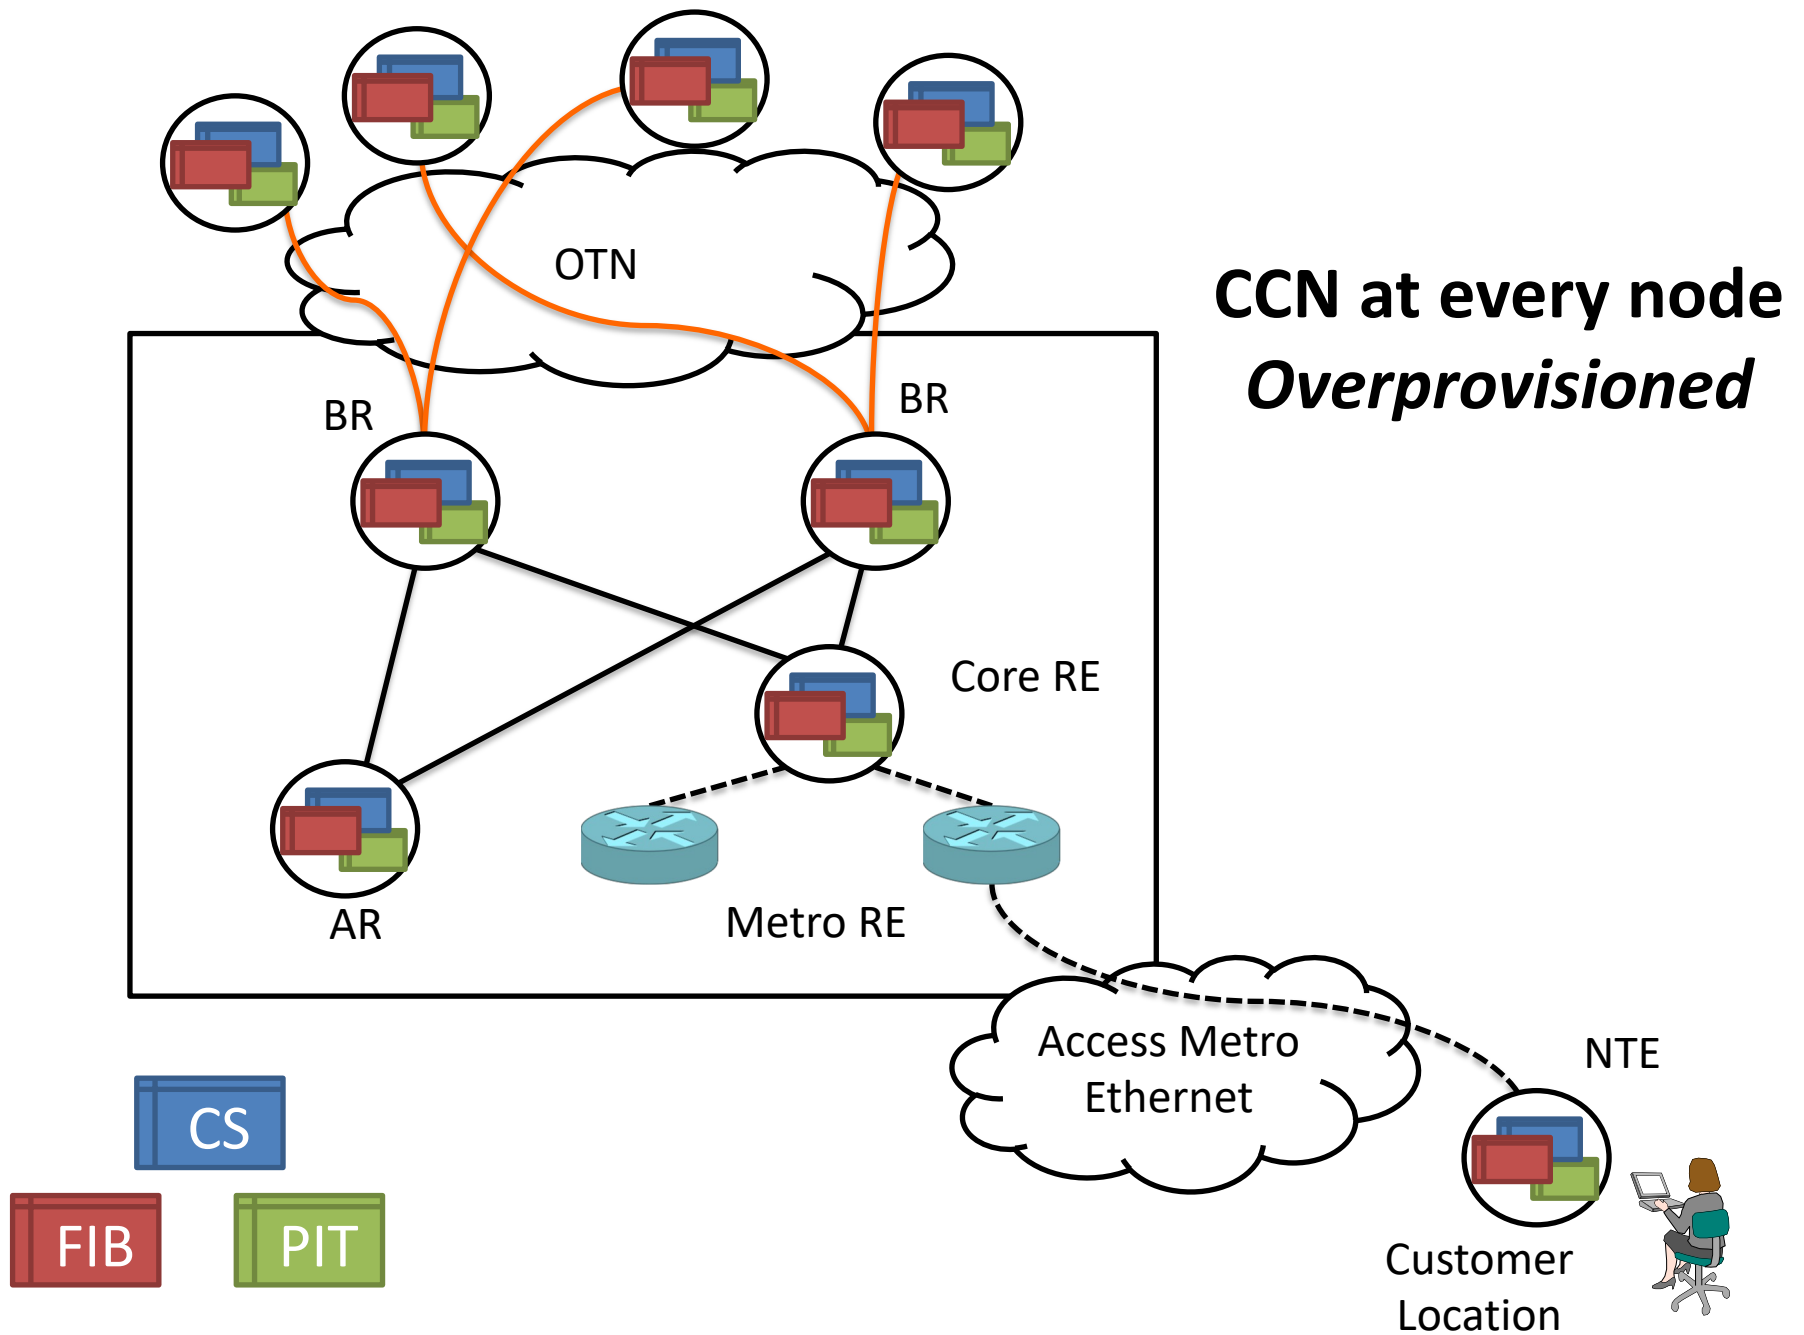 OTN
CCN at every node
Overprovisioned
BR
BR
Core RE
Metro RE
AR
Access Metro
Ethernet
NTE
CS
FIB
PIT
Customer
Location